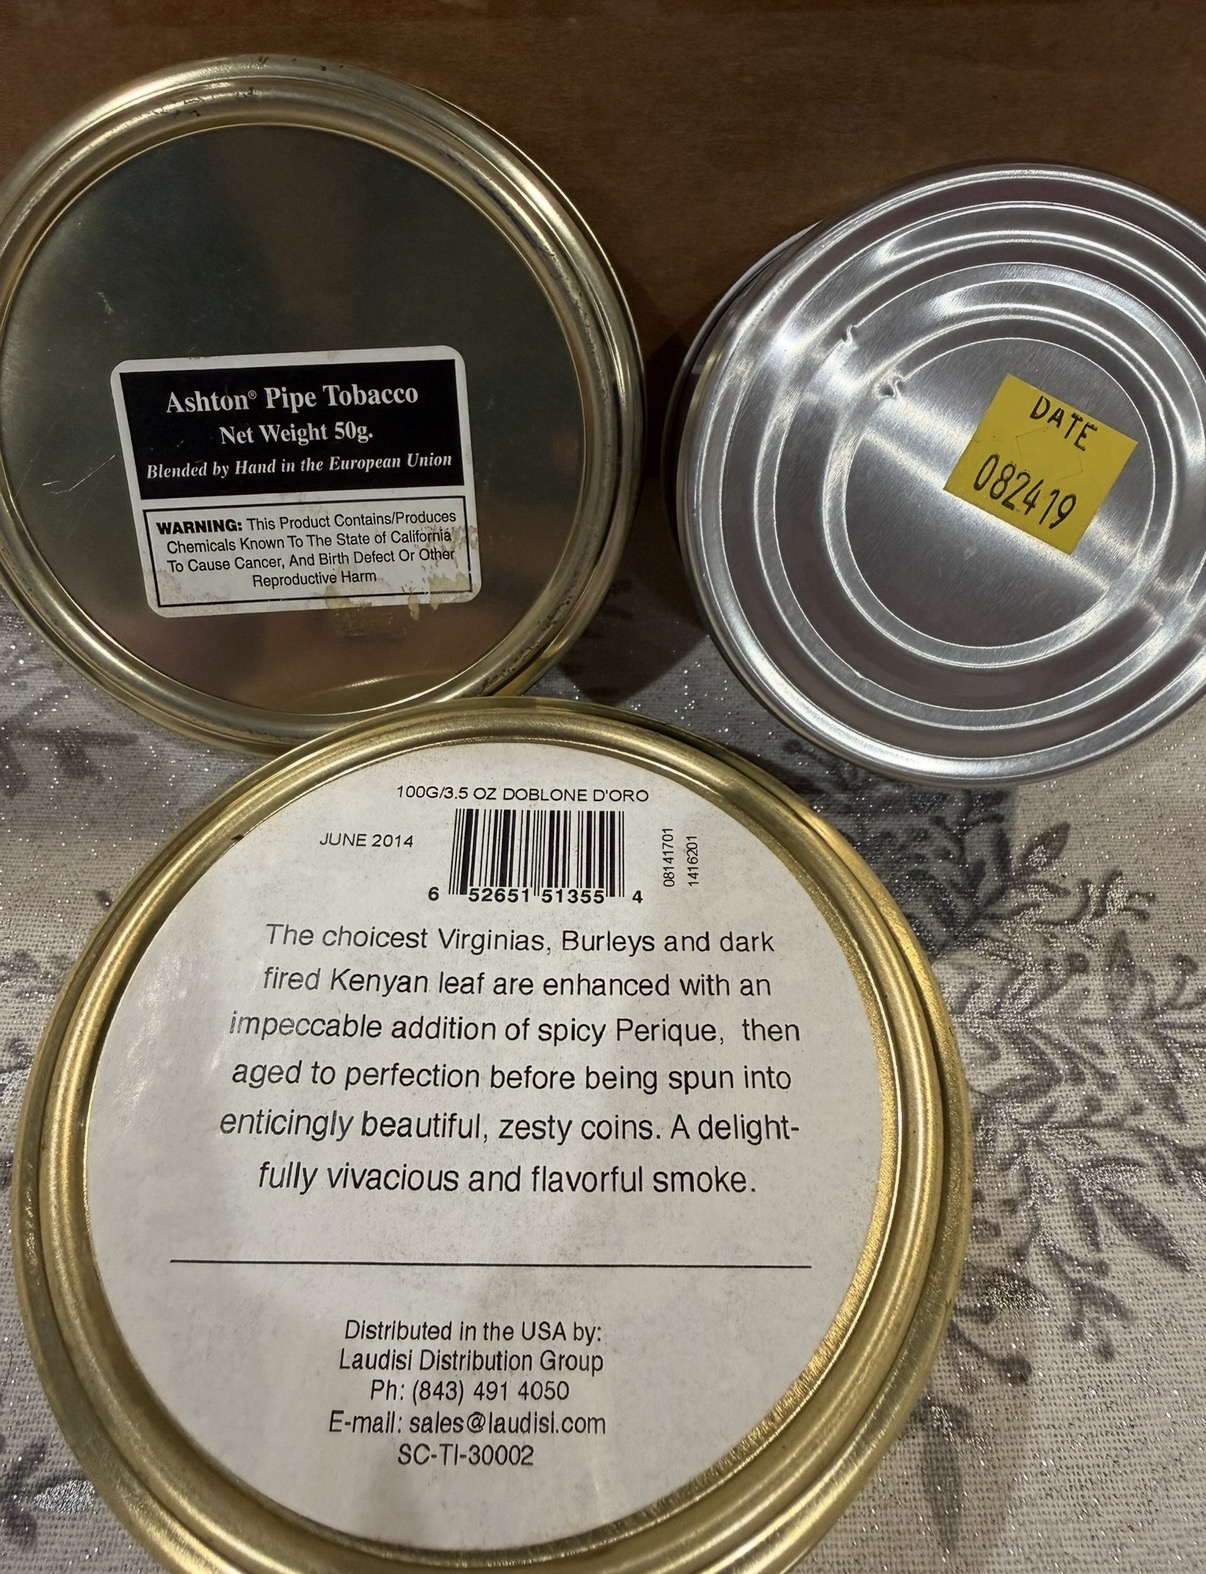 Ashton® Pipe Tobacco
Net Weight 50g.
Blended by Hand in the European Union
WARNING: This Product Contains/Produces
Chemicals Known To The State of California
To Cause Cancer, And Birth Defect Or Other
Reproductive Harm
DATE
082419
100G/3.5 OZ DOBLONE D'ORO
JUNE 2014
6 52651 51355 4
08141701
1416201
The choicest Virginias, Burleys and dark
fired Kenyan leaf are enhanced with an
impeccable addition of spicy Perique, then
aged to perfection before being spun into
enticingly beautiful, zesty coins. A delight-
fully vivacious and flavorful smoke.
Distributed in the USA by:
Laudisi Distribution Group
Ph: (843) 491 4050
E-mail: sales@laudisi.com
SC-TI-30002